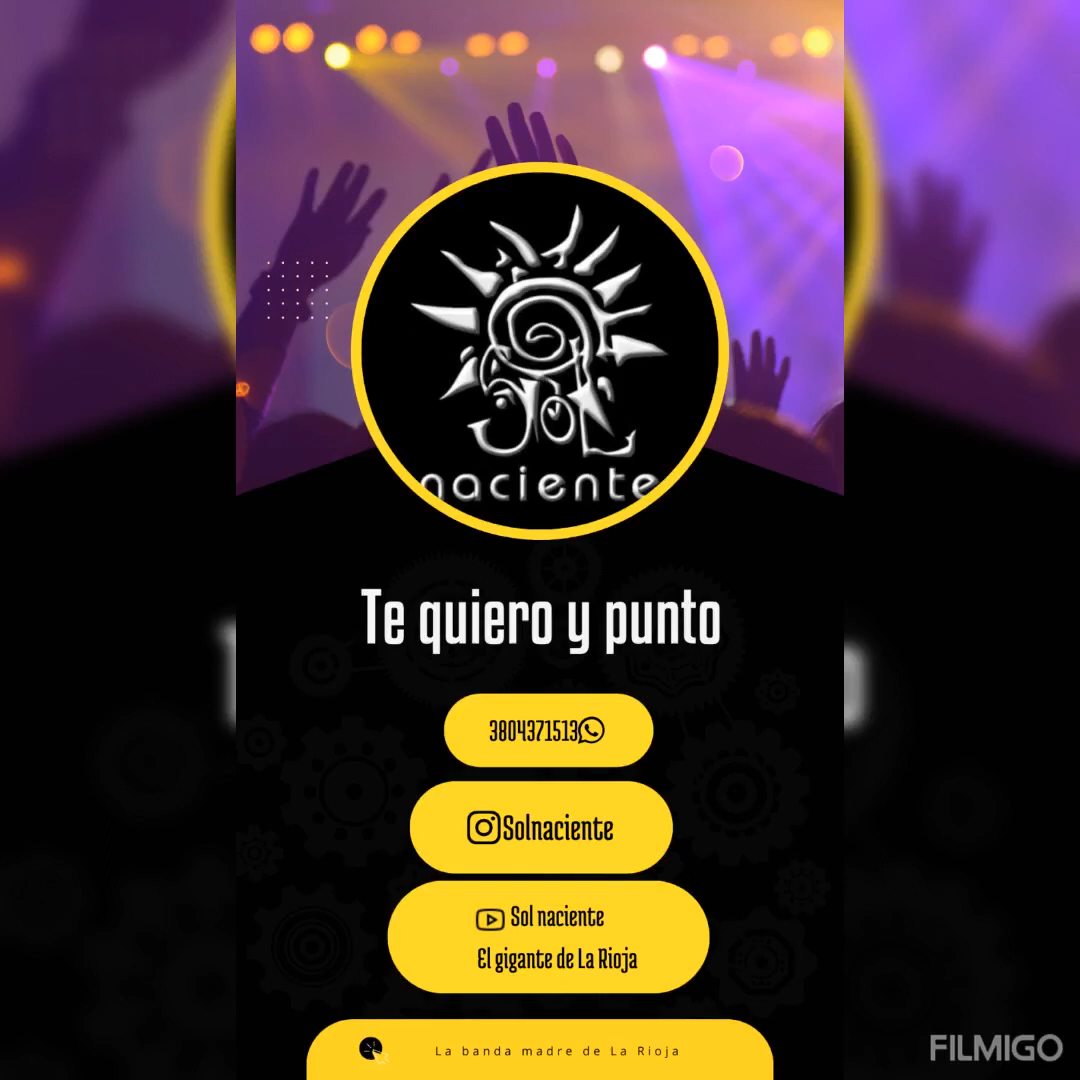 SOL
naciente
Te quiero y punto
3804371513
Solnaciente
Sol naciente
El gigante de La Rioja
La banda madre de La Rioja
FILMIGO